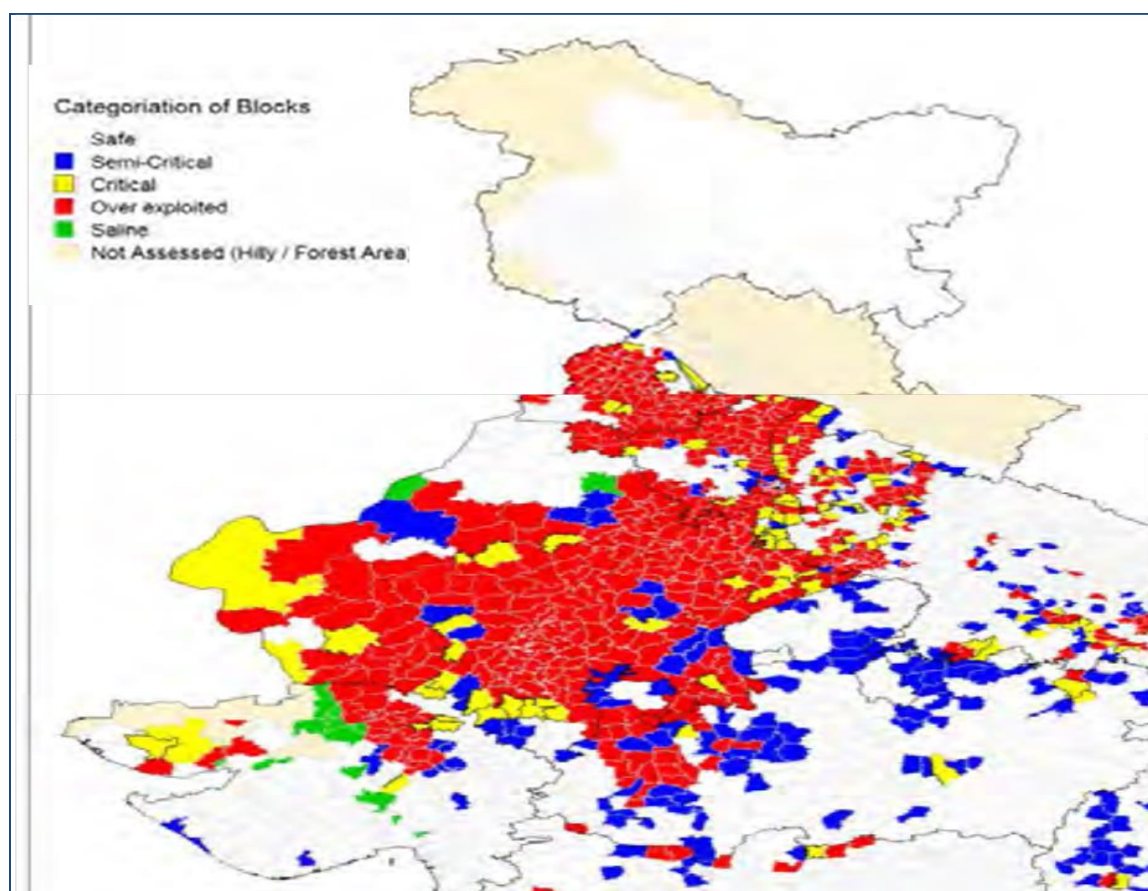 Categoriation of Blocks
Safe
Semi-Critical
Critical
Over exploited
Saline
Not Assessed (Hilly / Forest Area)